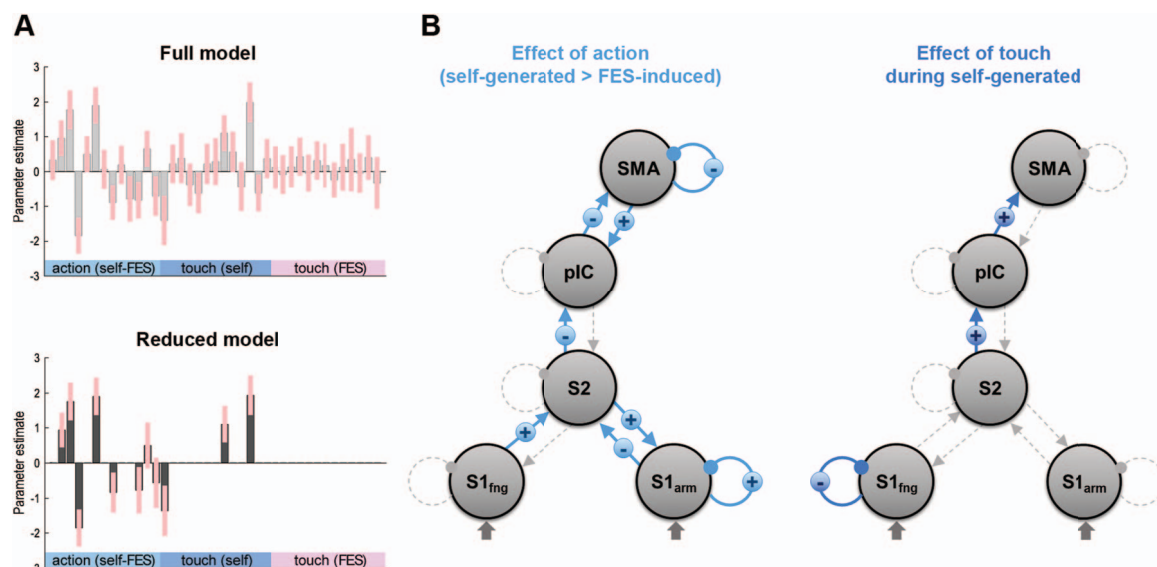 A
Full model
Parameter estimate
3
2
1
0
-1
-2
-3
action (self-FES)
touch (self)
touch (FES)
Reduced model
Parameter estimate
3
2
1
0
-1
-2
action (self-FES)
touch (self)
touch (FES)
B
Effect of action
(self-generated > FES-induced)
SMA
-
-
+
pIC
-
S2
+
+
-
S1fng
S1arm
+
Effect of touch
during self-generated
SMA
+
pIC
+
S2
-
S1fng
S1arm